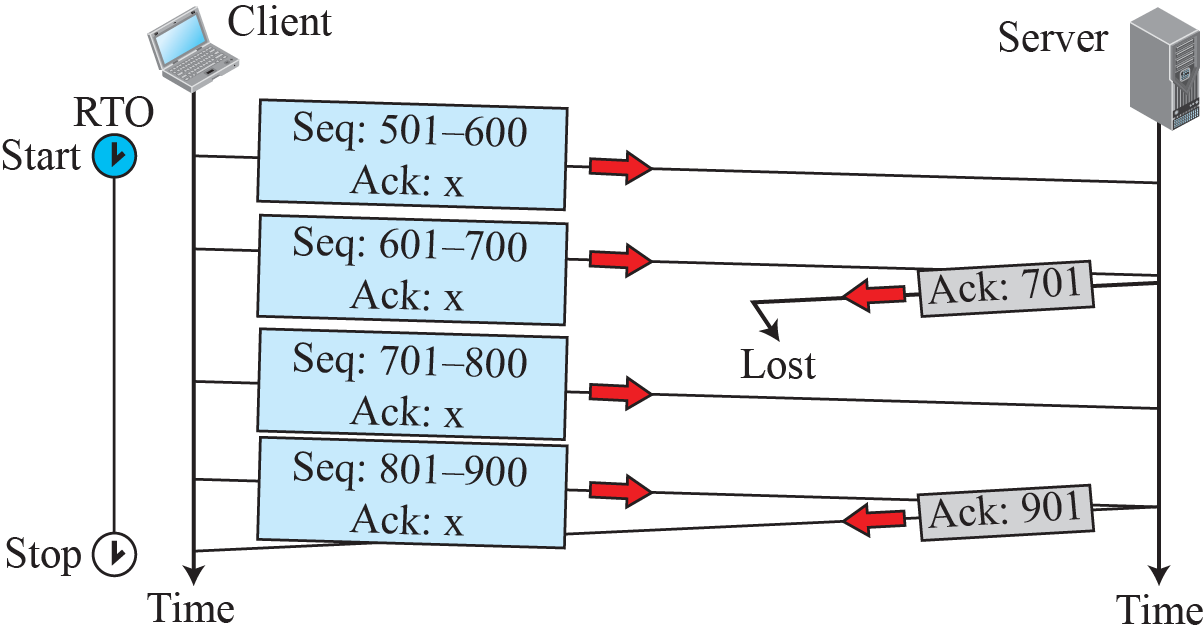 Client
Server
RTO
Start
Seq: 501–600
Ack: x
Seq: 601–700
Ack: x
Ack: 701
Lost
Seq: 701–800
Ack: x
Seq: 801–900
Ack: x
Ack: 901
Stop
Time
Time